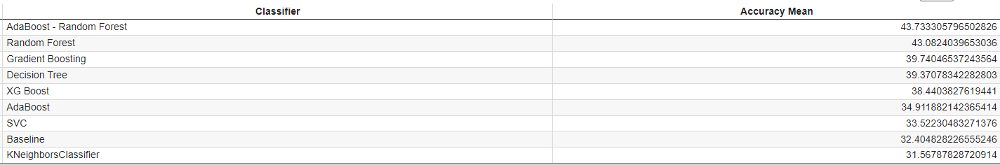 Classifier Accuracy Mean
AdaBoost - Random Forest 43.733305796502826
Random Forest 43.0824039653036
Gradient Boosting 39.74046537243564
Decision Tree 39.37078342282803
XG Boost 38.4403827619441
AdaBoost 34.911882142365414
SVC 33.52230483271376
Baseline 32.404828226555246
KNeighborsClassifier 31.56787828720914